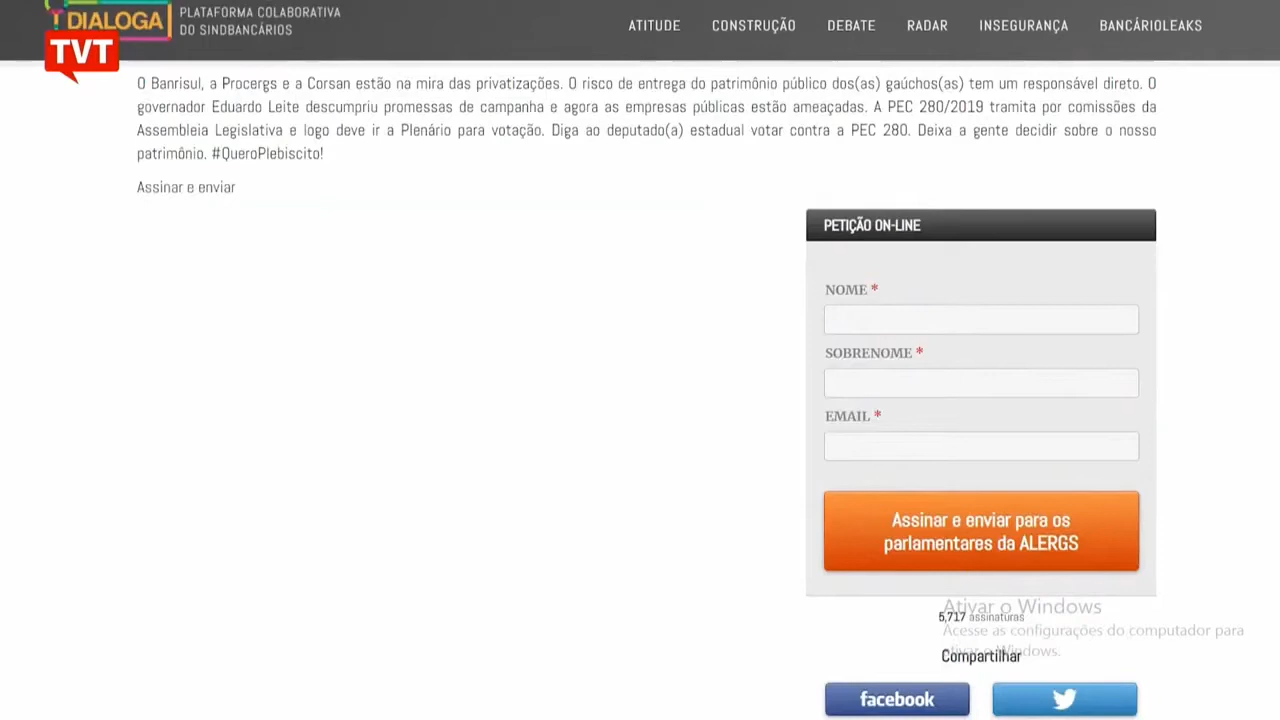 DIALOGA
PLATAFORMA COLABORATIVA
DO SINDBANCÁRIOS
ATITUDE CONSTRUÇÃO DEBATE RADAR INSEGURANÇA BANCÁRIOLEAKS
TVT
O Banrisul, a Procergs e a Corsan estão na mira das privatizações. O risco de entrega do patrimônio público dos(as) gaúchos(as) tem um responsável direto. O
governador Eduardo Leite descumpriu promessas de campanha e agora as empresas públicas estão ameaçadas. A PEC 280/2019 tramita por comissões da
Assembleia Legislativa e logo deve ir a Plenário para votação. Diga ao deputado(a) estadual votar contra a PEC 280. Deixa a gente decidir sobre o nosso
patrimônio. #QueroPlebiscito!
Assinar e enviar
PETIÇÃO ON-LINE
NOME *
SOBRENOME *
EMAIL *
Assinar e enviar para os
parlamentares da ALERGS
Ativar o Windows
5,717 assinaturas
Acesse as configurações do computador para
ativar o Windows.
Compartilhar
facebook